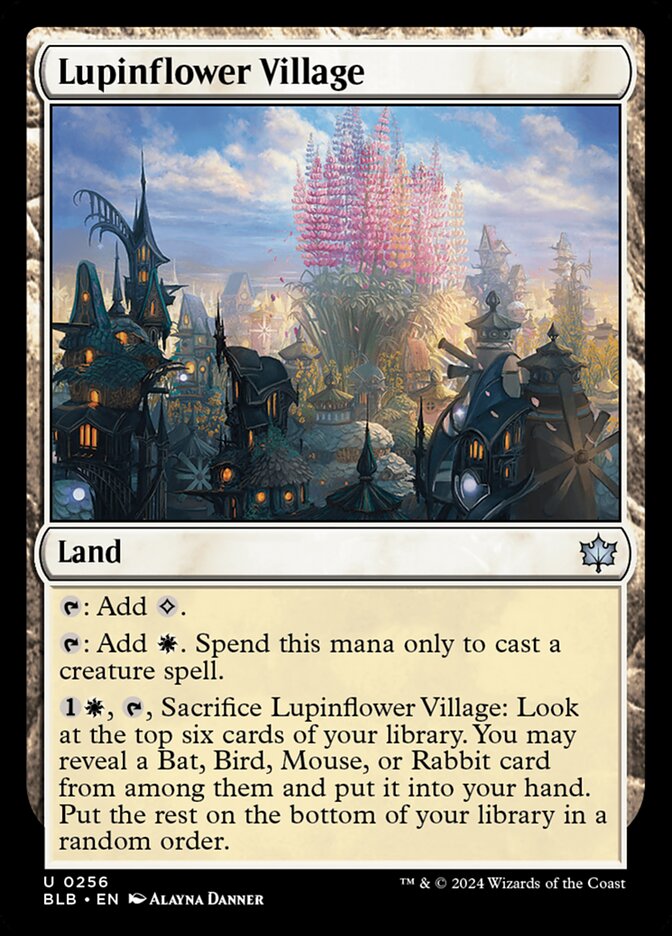 Lupinflower Village
Land
: Add .
: Add . Spend this mana only to cast a
creature spell.
1, , Sacrifice Lupinflower Village: Look
at the top six cards of your library. You may
reveal a Bat, Bird, Mouse, or Rabbit card
from among them and put it into your hand.
Put the rest on the bottom of your library in a
random order.
U 0256
BLB • EN ALAYNA DANNER
™ & © 2024 Wizards of the Coast